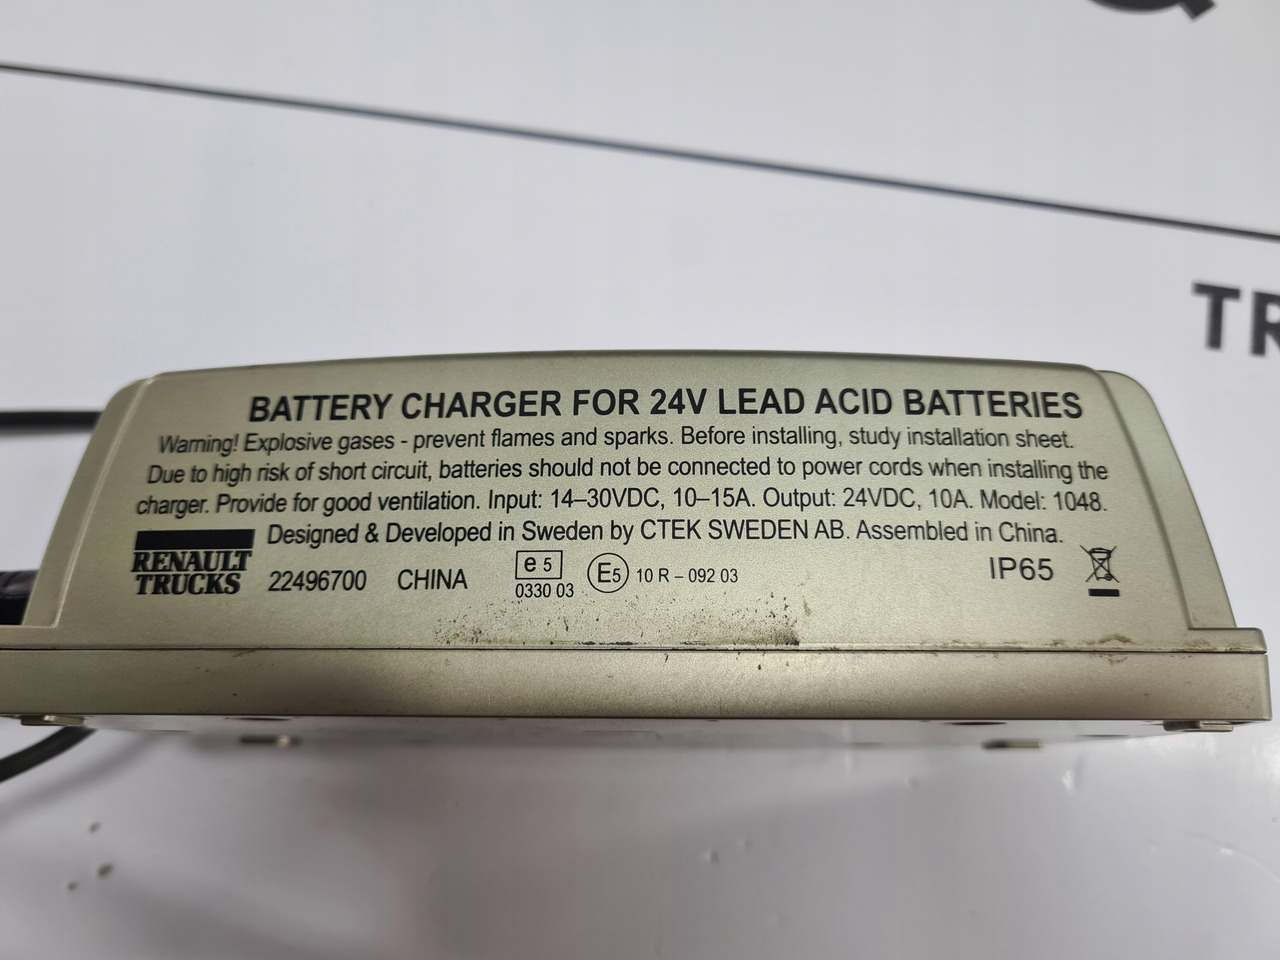 TR
BATTERY CHARGER FOR 24V LEAD ACID BATTERIES
Warning! Explosive gases - prevent flames and sparks. Before installing, study installation sheet.
Due to high risk of short circuit, batteries should not be connected to power cords when installing the
charger. Provide for good ventilation. Input: 14–30VDC, 10–15A. Output: 24VDC, 10A. Model: 1048.
Designed & Developed in Sweden by CTEK SWEDEN AB. Assembled in China.
RENAULT
TRUCKS
22496700 CHINA
e 5
0330 03
E5 10 R – 092 03
IP65